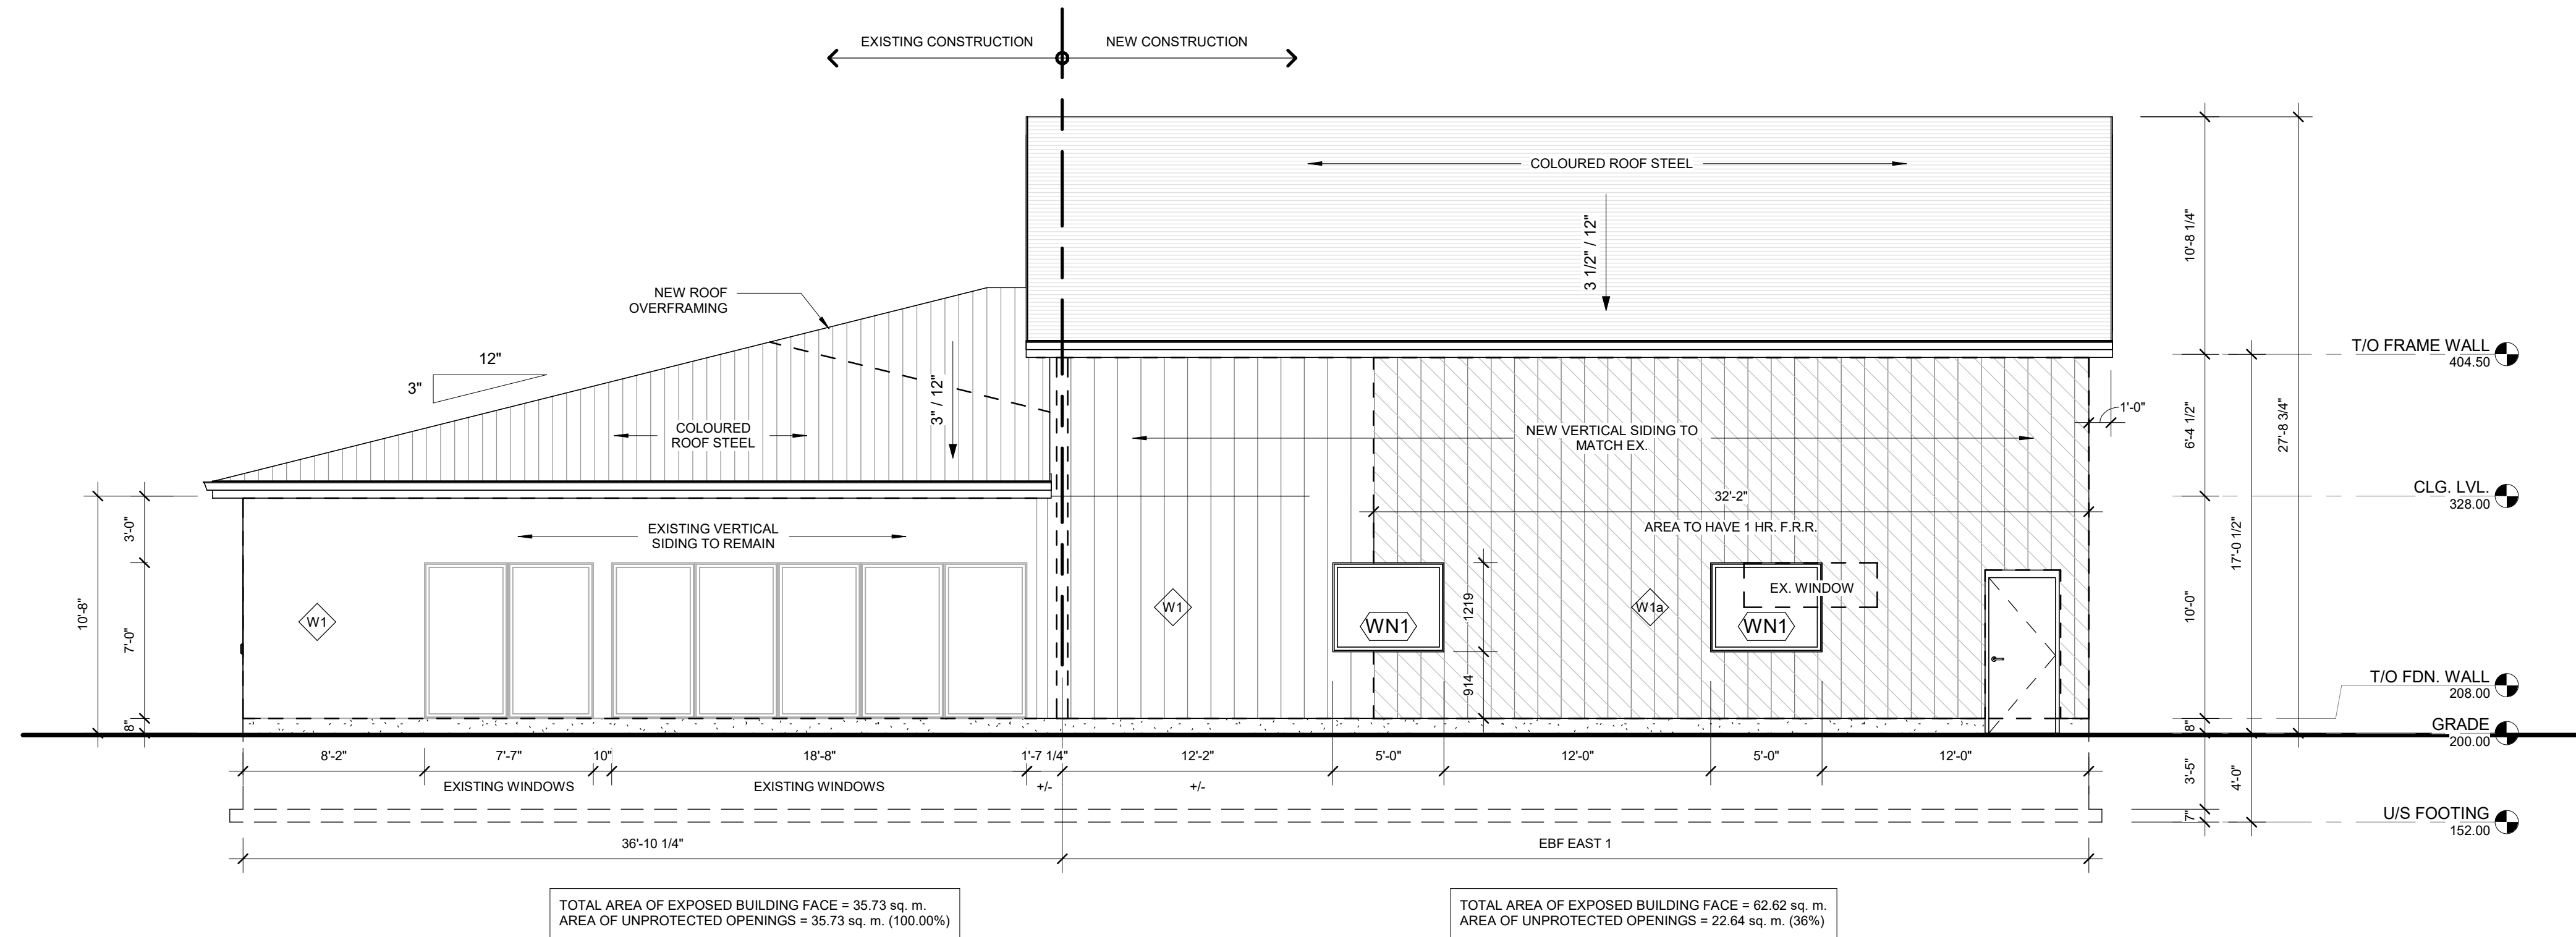 EXISTING CONSTRUCTION
NEW CONSTRUCTION
COLOURED ROOF STEEL
3 1/2" / 12"
10'-8 1/4"
NEW ROOF
OVERFRAMING
12"
3"
3" / 12"
COLOURED
ROOF STEEL
T/O FRAME WALL
404.50
1'-0"
6'-4 1/2"
27'-8 3/4"
NEW VERTICAL SIDING TO
MATCH EX.
CLG. LVL.
328.00
32'-2"
AREA TO HAVE 1 HR. F.R.R.
3'-0"
EXISTING VERTICAL
SIDING TO REMAIN
17'-0 1/2"
10'-8"
7'-0"
8"
W1
W1
WN1
1219
914
W1a
EX. WINDOW
WN1
10'-0"
T/O FDN. WALL
208.00
GRADE
200.00
8"
8'-2"
7'-7"
10"
18'-8"
1'-7 1/4"
12'-2"
5'-0"
12'-0"
5'-0"
12'-0"
EXISTING WINDOWS
EXISTING WINDOWS
+/-
+/-
3'-5"
4'-0"
7"
U/S FOOTING
152.00
36'-10 1/4"
EBF EAST 1
TOTAL AREA OF EXPOSED BUILDING FACE = 35.73 sq. m.
AREA OF UNPROTECTED OPENINGS = 35.73 sq. m. (100.00%)
TOTAL AREA OF EXPOSED BUILDING FACE = 62.62 sq. m.
AREA OF UNPROTECTED OPENINGS = 22.64 sq. m. (36%)